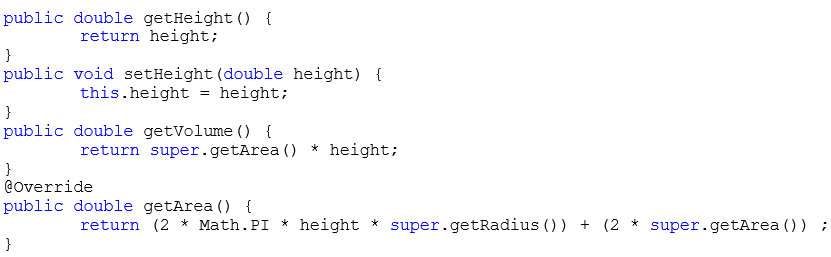 public double getHeight() {
        return height;
}
public void setHeight(double height) {
        this.height = height;
}
public double getVolume() {
        return super.getArea() * height;
}
@Override
public double getArea() {
        return (2 * Math.PI * height * super.getRadius()) + (2 * super.getArea()) ;
}